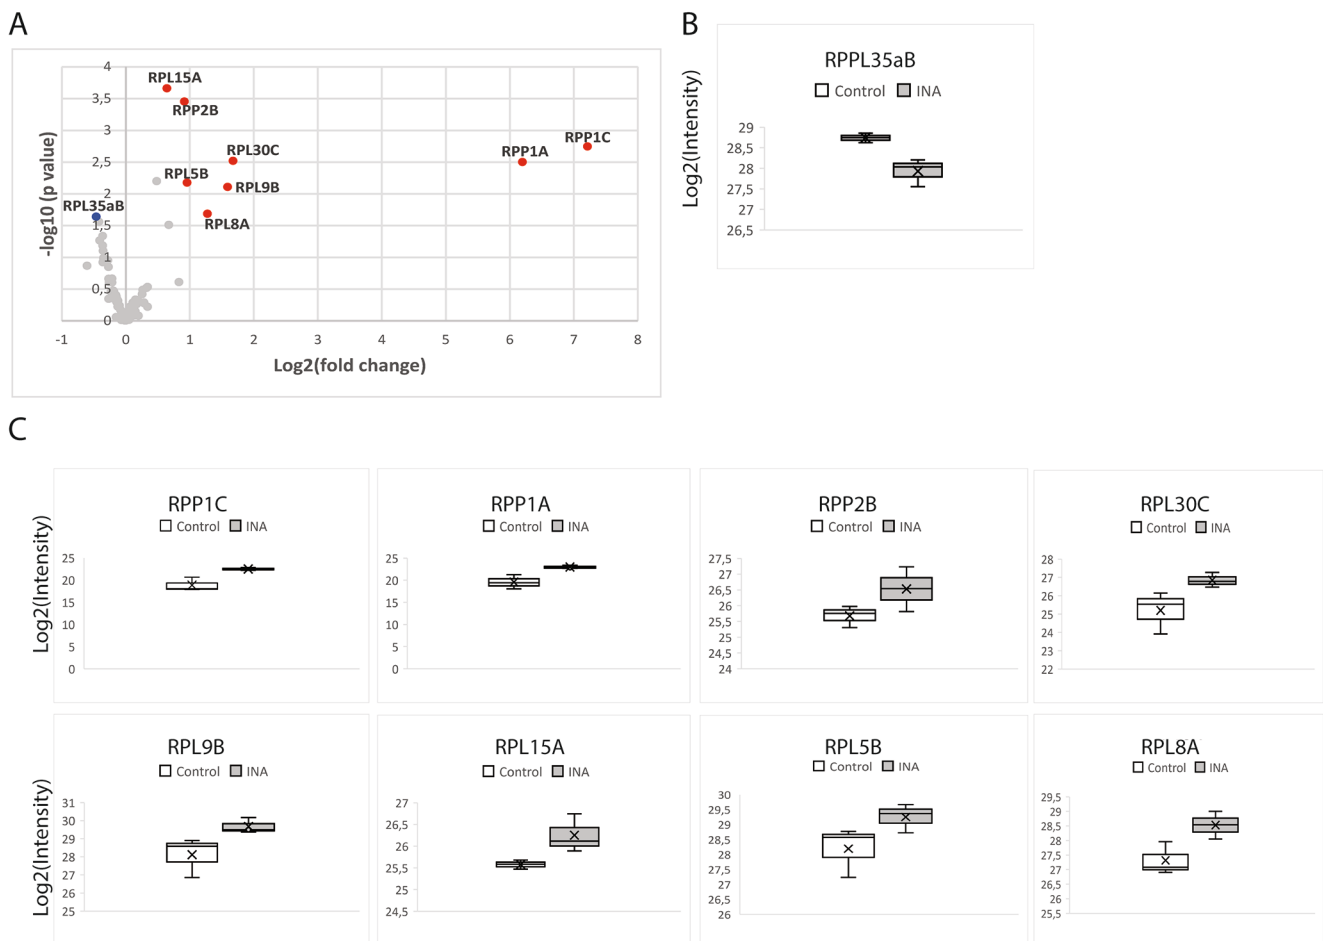 A
4
3,5
3
2,5
2
1,5
1
0,5
0
-log10 (p value)
RPL15A
RPP2B
RPL30C
RPP1A
RPP1C
RPL5B
RPL9B
RPL35aB
RPL8A
-1 0 1 2 3 4 5 6 7 8
Log2(fold change)
B
RPPL35aB
Control INA
Log2(Intensity)
29
28,5
28
27,5
27
26,5
C
Log2(Intensity)
RPP1C
Control INA
25
20
15
10
5
0
RPP1A
Control INA
25
20
15
10
5
0
RPP2B
Control INA
27,5
27
26,5
26
25,5
25
24,5
24
RPL30C
Control INA
28
27
26
25
24
23
22
Log2(Intensity)
RPL9B
Control INA
31
30
29
28
27
26
25
RPL15A
Control INA
27
26,5
26
25,5
25
24,5
RPL5B
Control INA
30
29,5
29
28,5
28
27,5
27
26,5
26
RPL8A
Control INA
29,5
29
28,5
28
27,5
27
26,5
26
25,5